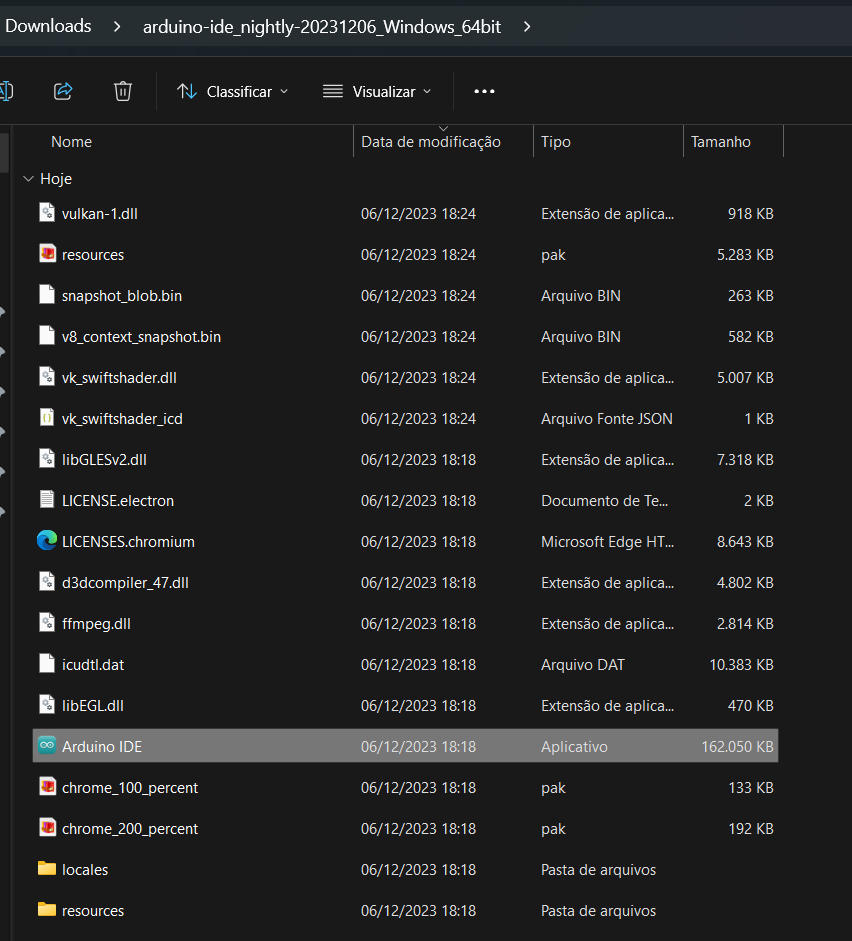 Downloads > arduino-ide_nightly-20231206_Windows_64bit >
Classificar Visualizar ...
Nome Data de modificação Tipo Tamanho
Hoje
vulkan-1.dll 06/12/2023 18:24 Extensão de aplica... 918 KB
resources 06/12/2023 18:24 pak 5.283 KB
snapshot_blob.bin 06/12/2023 18:24 Arquivo BIN 263 KB
v8_context_snapshot.bin 06/12/2023 18:24 Arquivo BIN 582 KB
vk_swiftshader.dll 06/12/2023 18:24 Extensão de aplica... 5.007 KB
vk_swiftshader_icd 06/12/2023 18:24 Arquivo Fonte JSON 1 KB
libGLESv2.dll 06/12/2023 18:18 Extensão de aplica... 7.318 KB
LICENSE.electron 06/12/2023 18:18 Documento de Te... 2 KB
LICENSES.chromium 06/12/2023 18:18 Microsoft Edge HT... 8.643 KB
d3dcompiler_47.dll 06/12/2023 18:18 Extensão de aplica... 4.802 KB
ffmpeg.dll 06/12/2023 18:18 Extensão de aplica... 2.814 KB
icudtl.dat 06/12/2023 18:18 Arquivo DAT 10.383 KB
libEGL.dll 06/12/2023 18:18 Extensão de aplica... 470 KB
Arduino IDE 06/12/2023 18:18 Aplicativo 162.050 KB
chrome_100_percent 06/12/2023 18:18 pak 133 KB
chrome_200_percent 06/12/2023 18:18 pak 192 KB
locales 06/12/2023 18:18 Pasta de arquivos
resources 06/12/2023 18:18 Pasta de arquivos